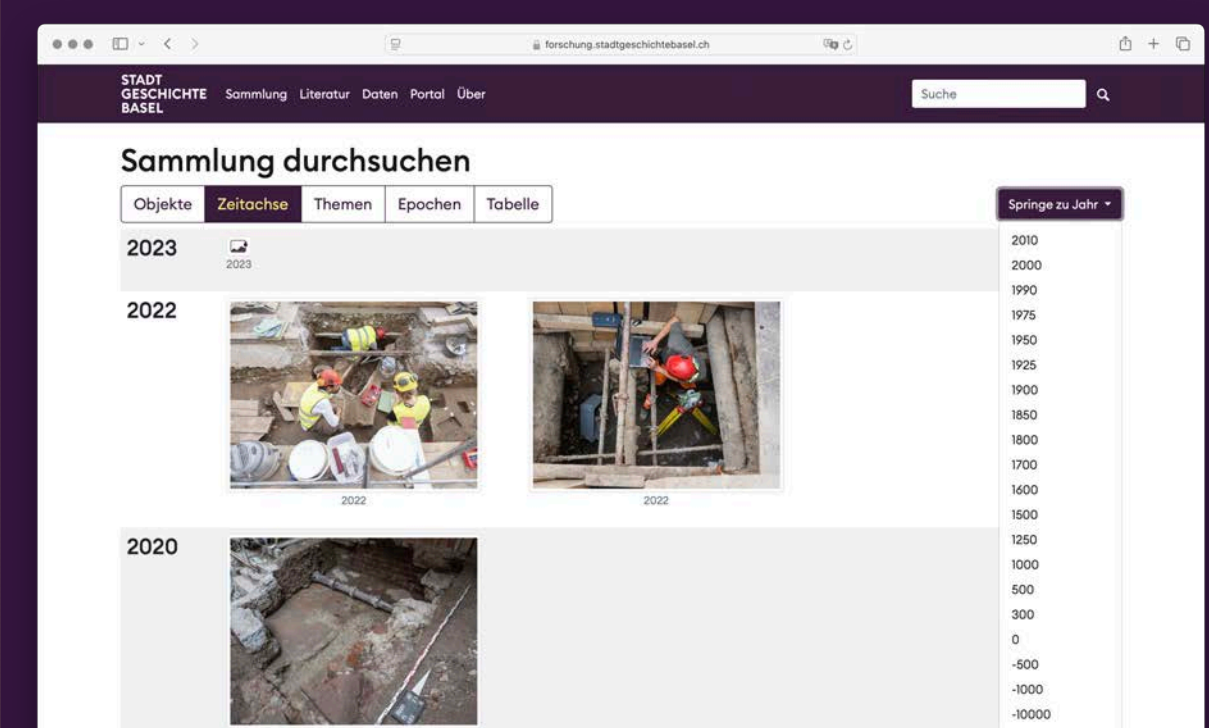 forschung.stadtgeschichtebasel.ch
STADT
GESCHICHTE
BASEL
Sammlung Literatur Daten Portal Über
Suche
Sammlung durchsuchen
Objekte Zeitachse Themen Epochen Tabelle
Springe zu Jahr
2023
2023
2022
2022
2022
2020
2010
2000
1990
1975
1950
1925
1900
1850
1800
1700
1600
1500
1250
1000
500
300
0
-500
-1000
-10000